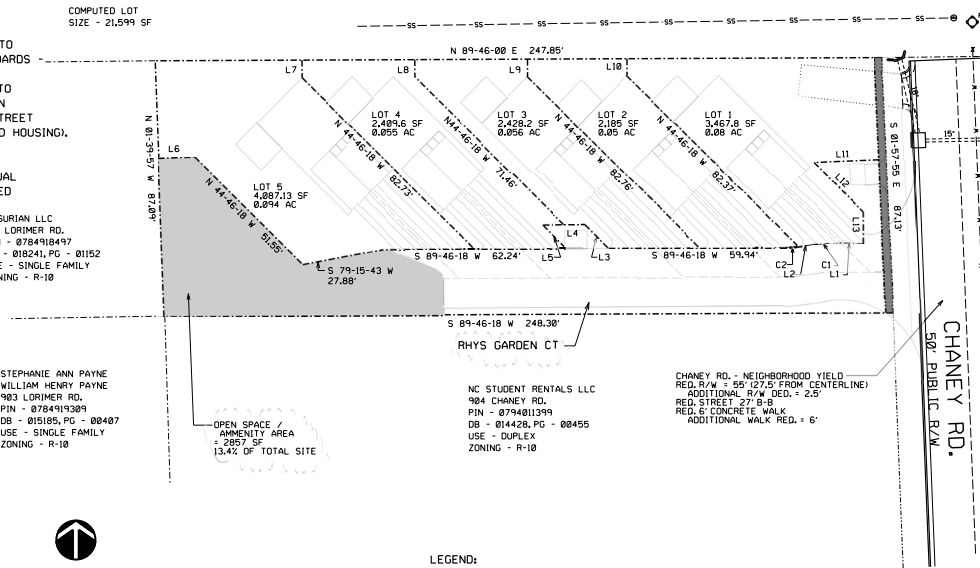 COMPUTED LOT
SIZE - 21,599 SF
SS SS SS SS SS SS SS SS
TO
N 89-46-00 E 247.85'
TO
N
TREET
D HOUSING).
UAL
ED
SURIAN LLC
LORIMER RD.
- 0784918497
- 018241, PG - 01152
E - SINGLE FAMILY
NING - R-10
L7
L8
L9
L10
LOT 4
2,409.6 SF
0.055 AC
LOT 3
2,428.2 SF
0.056 AC
LOT 2
2,185 SF
0.05 AC
LOT 1
3,467.8 SF
0.08 AC
18'
15'
N 01-39-57 W 87.09'
L6
N 44-46-18 W 51.55'
LOT 5
4,087.13 SF
0.094 AC
N 44-46-18 W 82.73'
N44-46-18 W 71.46'
N 44-46-18 W 82.76'
N 44-46-18 W 82.37'
L11
L12
L13
S 01-57-55 E 87.13'
L4
S 89-46-18 W 62.24'
L5
L3
S 89-46-18 W 59.94'
C2
L2
C1
L1
S 79-15-43 W
27.88'
S 89-46-18 W 248.30'
RHYS GARDEN CT
STEPHANIE ANN PAYNE
WILLIAM HENRY PAYNE
903 LORIMER RD.
PIN - 0784919309
DB - 015185, PG - 00407
USE - SINGLE FAMILY
ZONING - R-10
OPEN SPACE /
AMMENITY AREA
= 2857 SF
13.4% OF TOTAL SITE
NC STUDENT RENTALS LLC
904 CHANEY RD.
PIN - 0794011399
DB - 014428, PG - 00455
USE - DUPLEX
ZONING - R-10
CHANEY RD. - NEIGHBORHOOD YIELD
REQ. R/W = 55' (27.5' FROM CENTERLINE)
ADDITIONAL R/W DED. = 2.5'
REQ. STREET 27' B-B
REQ. 6' CONCRETE WALK
ADDITIONAL WALK REQ. = 6'
CHANEY RD.
50' PUBLIC R/W
LEGEND: